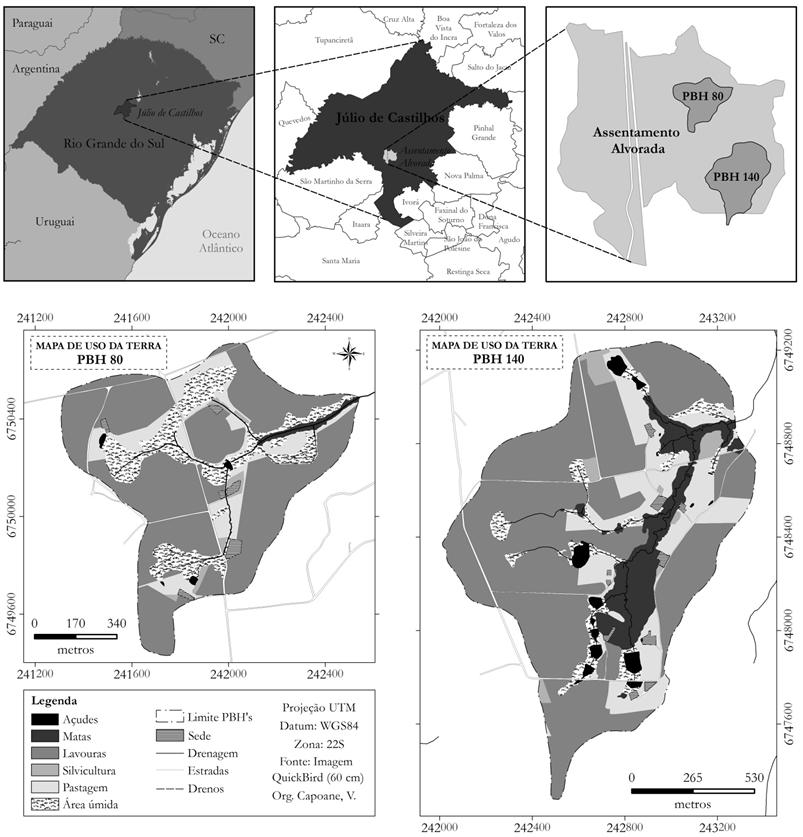 Paraguai
SC
Argentina
Júlio de Castilhos
Rio Grande do Sul
Uruguai
Oceano
Atlântico
Cruz Alta
Boa
Vista
do Incra
Fortaleza dos
Valos
Tupanciretã
Salto do Jacuí
Quevedos
Júlio de Castilhos
Pinhal
Grande
Assentamento
Alvorada
São Martinho da Serra
Nova Palma
Ivorá
Faxinal do
Soturno
Dona
Francisca
Itaara
Silveira
Martins
São João do
Polesine
Agudo
Santa Maria
Restinga Seca
PBH 80
Assentamento
Alvorada
PBH 140
241200 241600 242000 242400
MAPA DE USO DA TERRA
PBH 80
6750400
6750000
6749600
0 170 340
metros
241200 241600 242000 242400
242000 242400 242800 243200
MAPA DE USO DA TERRA
PBH 140
6749200
6748800
6748400
6748000
6747600
0 265 530
metros
242000 242400 242800 243200
Legenda
Açudes
Matas
Lavouras
Silvicultura
Pastagem
Área úmida
Limite PBH's
Sede
Drenagem
Estradas
Drenos
Projeção UTM
Datum: WGS84
Zona: 22S
Fonte: Imagem
QuickBird (60 cm)
Org. Capoane, V.